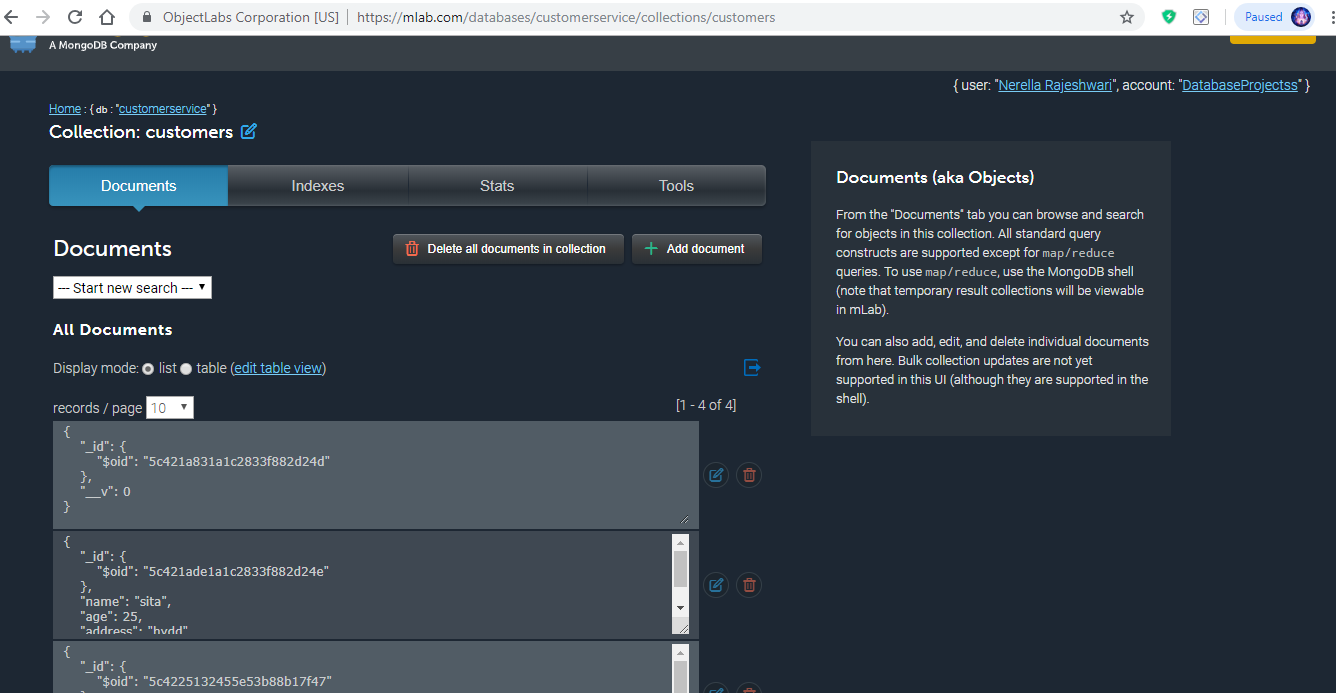 ObjectLabs Corporation [US] | https://mlab.com/databases/customerservice/collections/customers
Paused
A MongoDB Company
{ user: "Nerella Rajeshwari", account: "DatabaseProjectss" }
Home : { db : "customerservice" }
Collection: customers
Documents
Indexes
Stats
Tools
Documents
Delete all documents in collection
Add document
--- Start new search ---
All Documents
Display mode: list table (edit table view)
records / page 10
[1 - 4 of 4]
{
"_id": {
"$oid": "5c421a831a1c2833f882d24d"
},
"__v": 0
}
{
"_id": {
"$oid": "5c421ade1a1c2833f882d24e"
},
"name": "sita",
"age": 25,
"address": "hydd"
{
"_id": {
"$oid": "5c4225132455e53b88b17f47"
Documents (aka Objects)
From the "Documents" tab you can browse and search
for objects in this collection. All standard query
constructs are supported except for map/reduce
queries. To use map/reduce, use the MongoDB shell
(note that temporary result collections will be viewable
in mLab).
You can also add, edit, and delete individual documents
from here. Bulk collection updates are not yet
supported in this UI (although they are supported in the
shell).